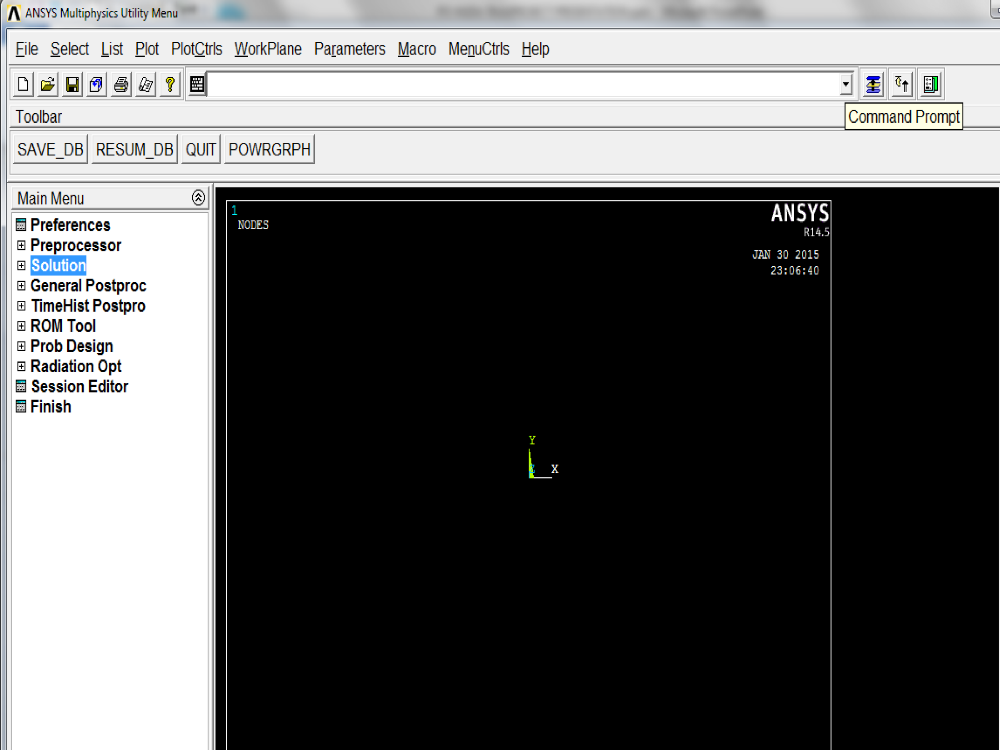 ANSYS Multiphysics Utility Menu
File Select List Plot PlotCtrls WorkPlane Parameters Macro MenuCtrls Help
Toolbar
Command Prompt
SAVE_DB RESUM_DB QUIT POWRGRPH
Main Menu
Preferences
Preprocessor
Solution
General Postproc
TimeHist Postpro
ROM Tool
Prob Design
Radiation Opt
Session Editor
Finish
1
NODES
ANSYS
R14.5
JAN 30 2015
23:06:40
Y
Z X